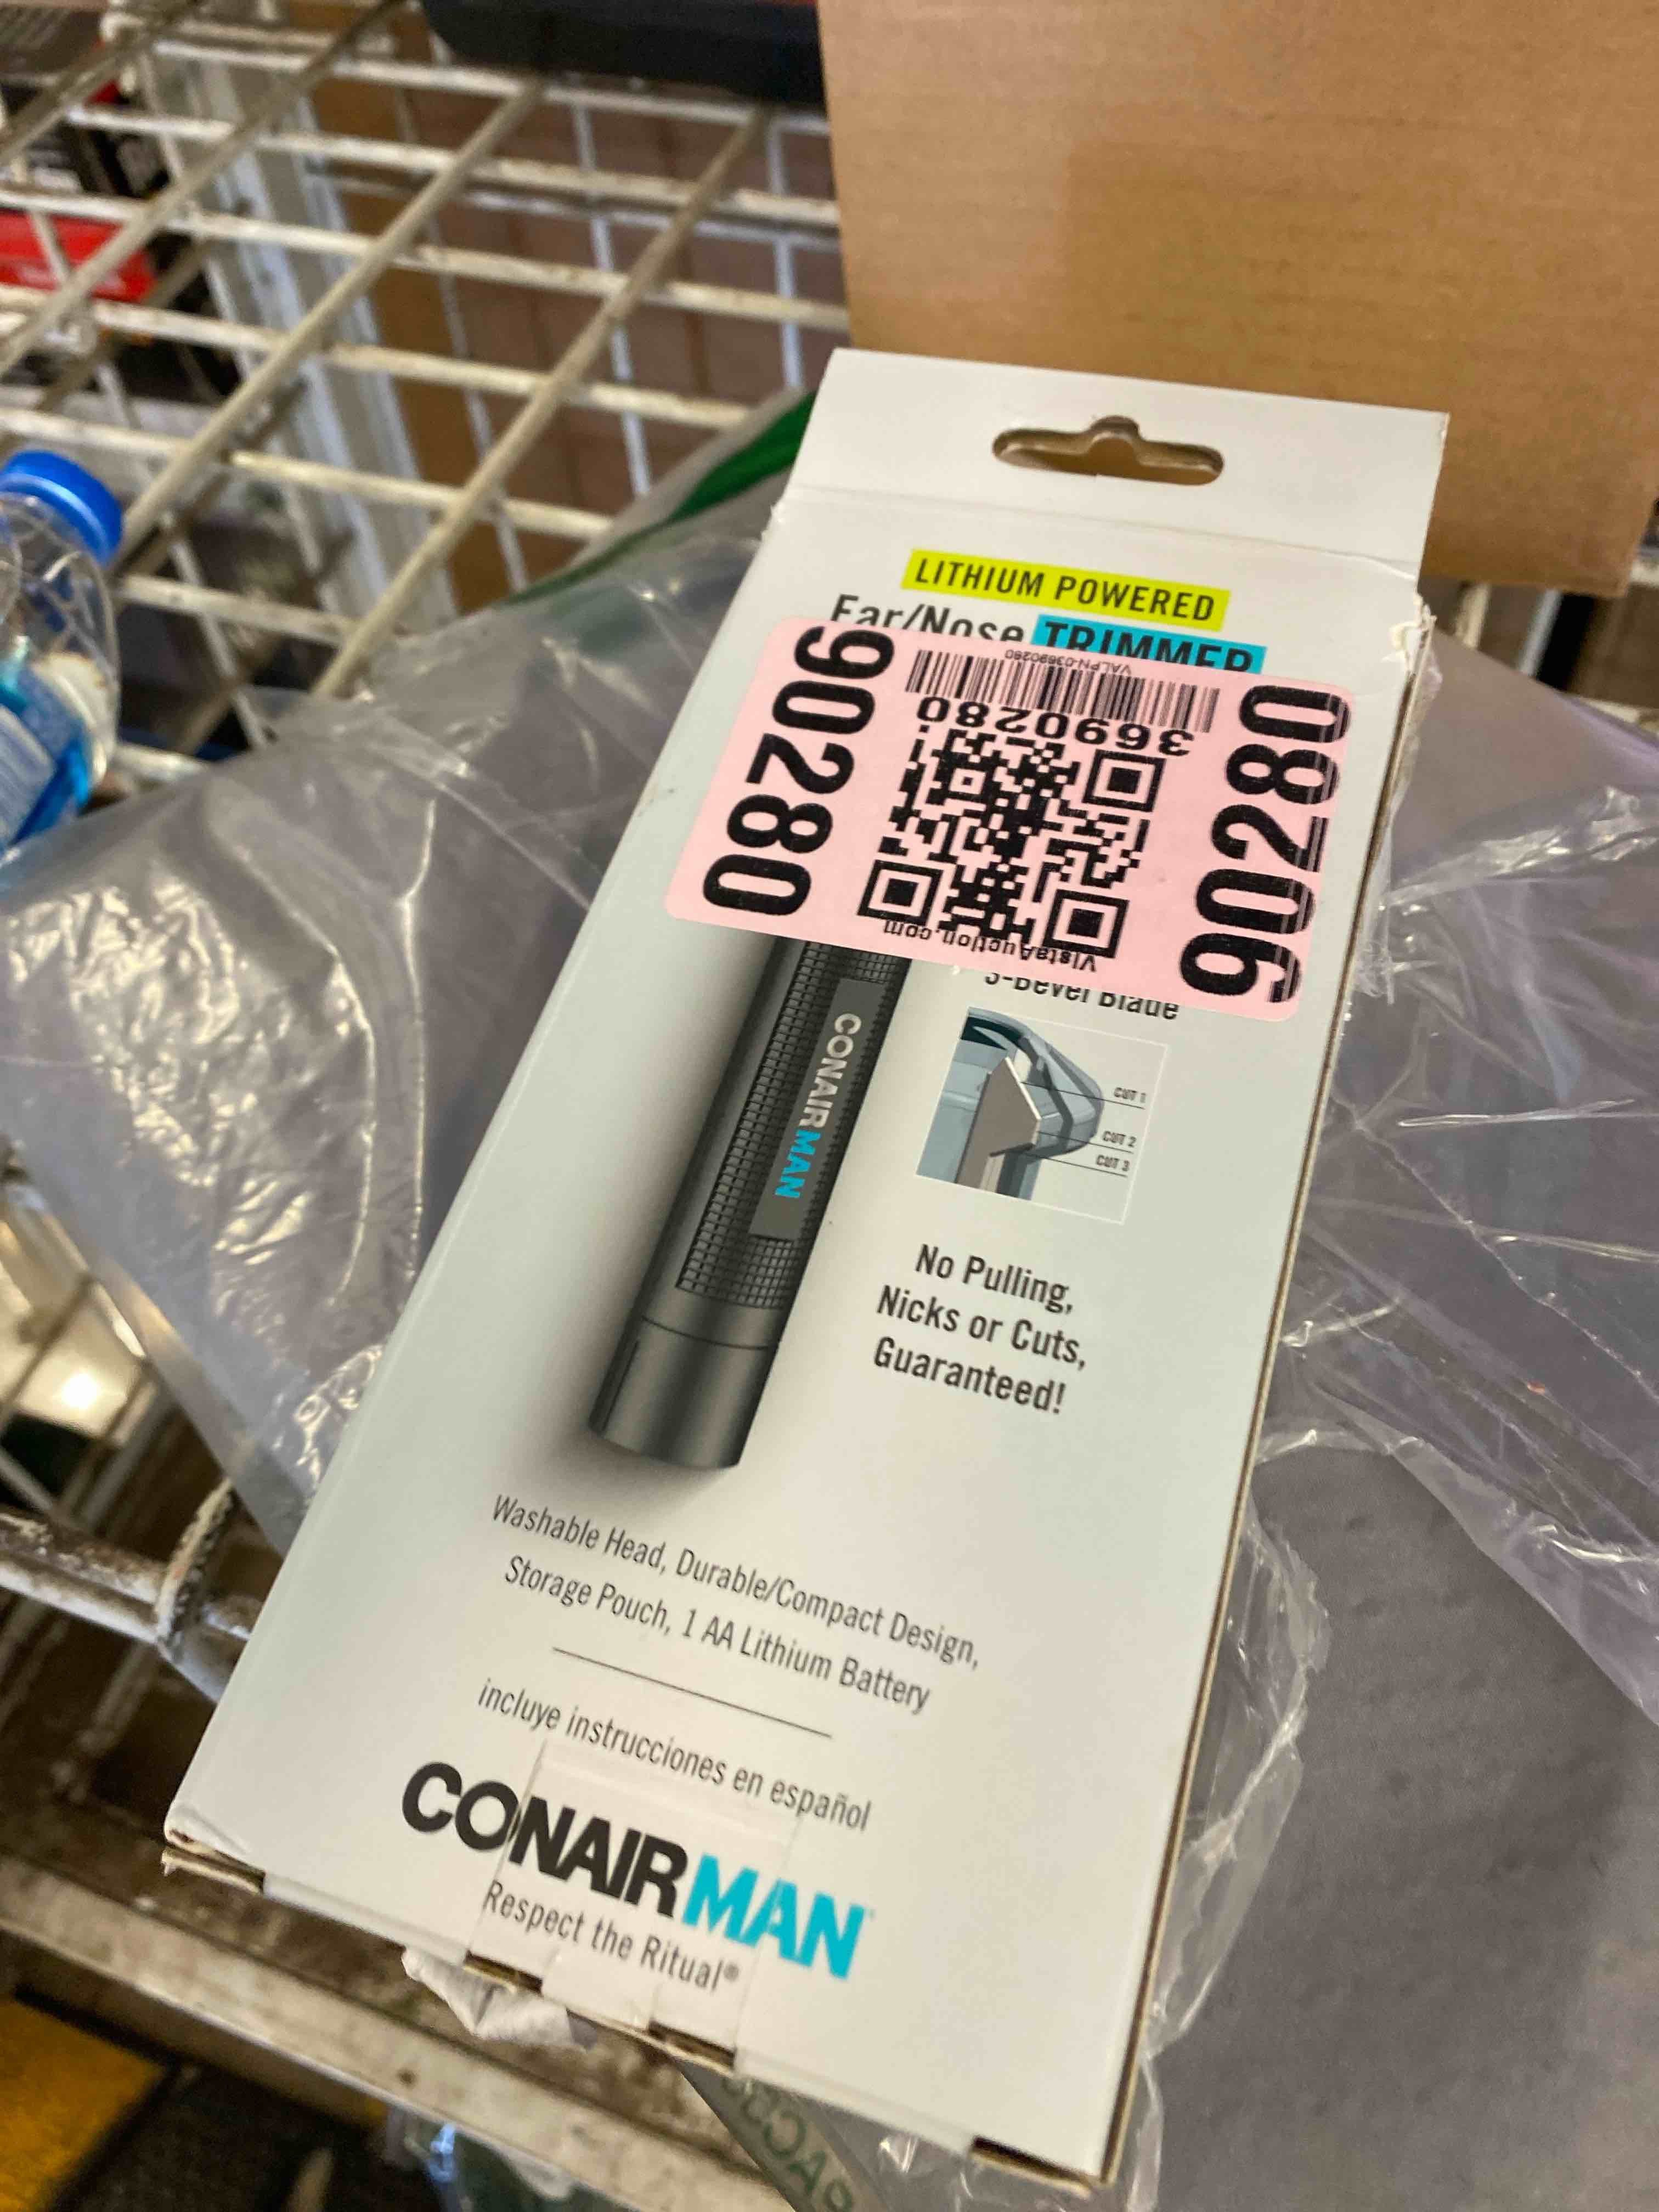 LITHIUM POWERED
Ear/Nose TRIMMER
VALPN-03690280
3690280
90280
90280
VistaAuction.com
3-Bevel Blade
CUT 1
CUT 2
CUT 3
CONAIRMAN
No Pulling,
Nicks or Cuts,
Guaranteed!
Washable Head, Durable/Compact Design,
Storage Pouch, 1 AA Lithium Battery
incluye instrucciones en español
CONAIRMAN
Respect the Ritual®